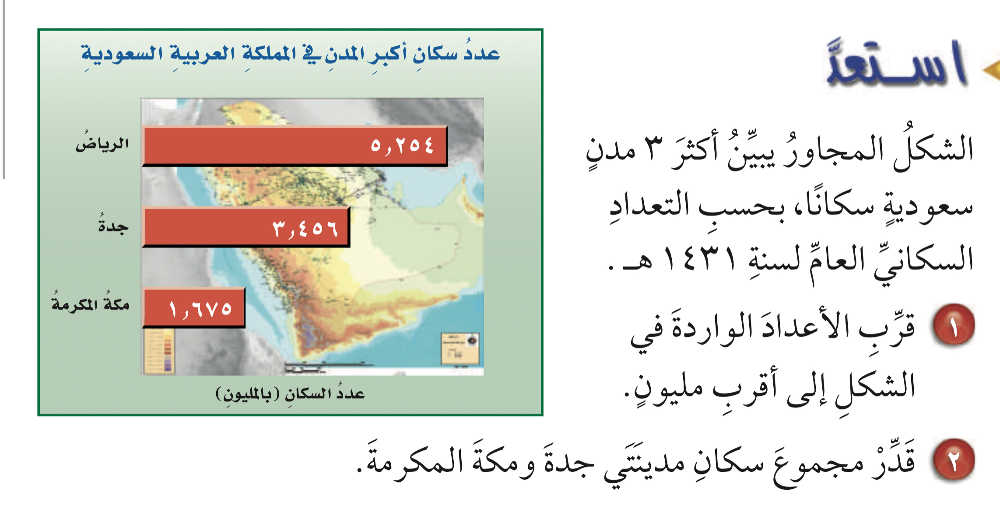 استعدَّ
الشكلُ المجاورُ يبيِّنُ أكثرَ ٣ مدنٍ
سعوديةٍ سكانًا، بحسبِ التعدادِ
السكانيِّ العامِّ لسنةِ ١٤٣١ هـ .
١ قرِّبِ الأعدادَ الواردةَ في
الشكلِ إلى أقربِ مليونٍ.
٢ قَدِّرْ مجموعَ سكانِ مدينَتَي جدةَ ومكةَ المكرمةَ.
عددُ سكانِ أكبرِ المدنِ في المملكةِ العربيةِ السعوديةِ
الرياضُ ٥٫٢٥٤
جدةُ ٣٫٤٥٦
مكةُ المكرمةُ ١٫٦٧٥
عددُ السكانِ (بالمليونِ)